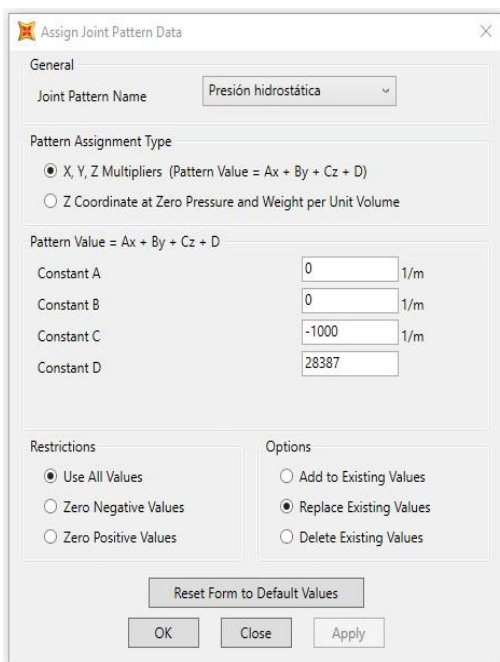 Assign Joint Pattern Data
General
Joint Pattern Name Presión hidrostática
Pattern Assignment Type
X, Y, Z Multipliers (Pattern Value = Ax + By + Cz + D)
Z Coordinate at Zero Pressure and Weight per Unit Volume
Pattern Value = Ax + By + Cz + D
Constant A 0 1/m
Constant B 0 1/m
Constant C -1000 1/m
Constant D 28387
Restrictions
Use All Values
Zero Negative Values
Zero Positive Values
Options
Add to Existing Values
Replace Existing Values
Delete Existing Values
Reset Form to Default Values
OK Close Apply